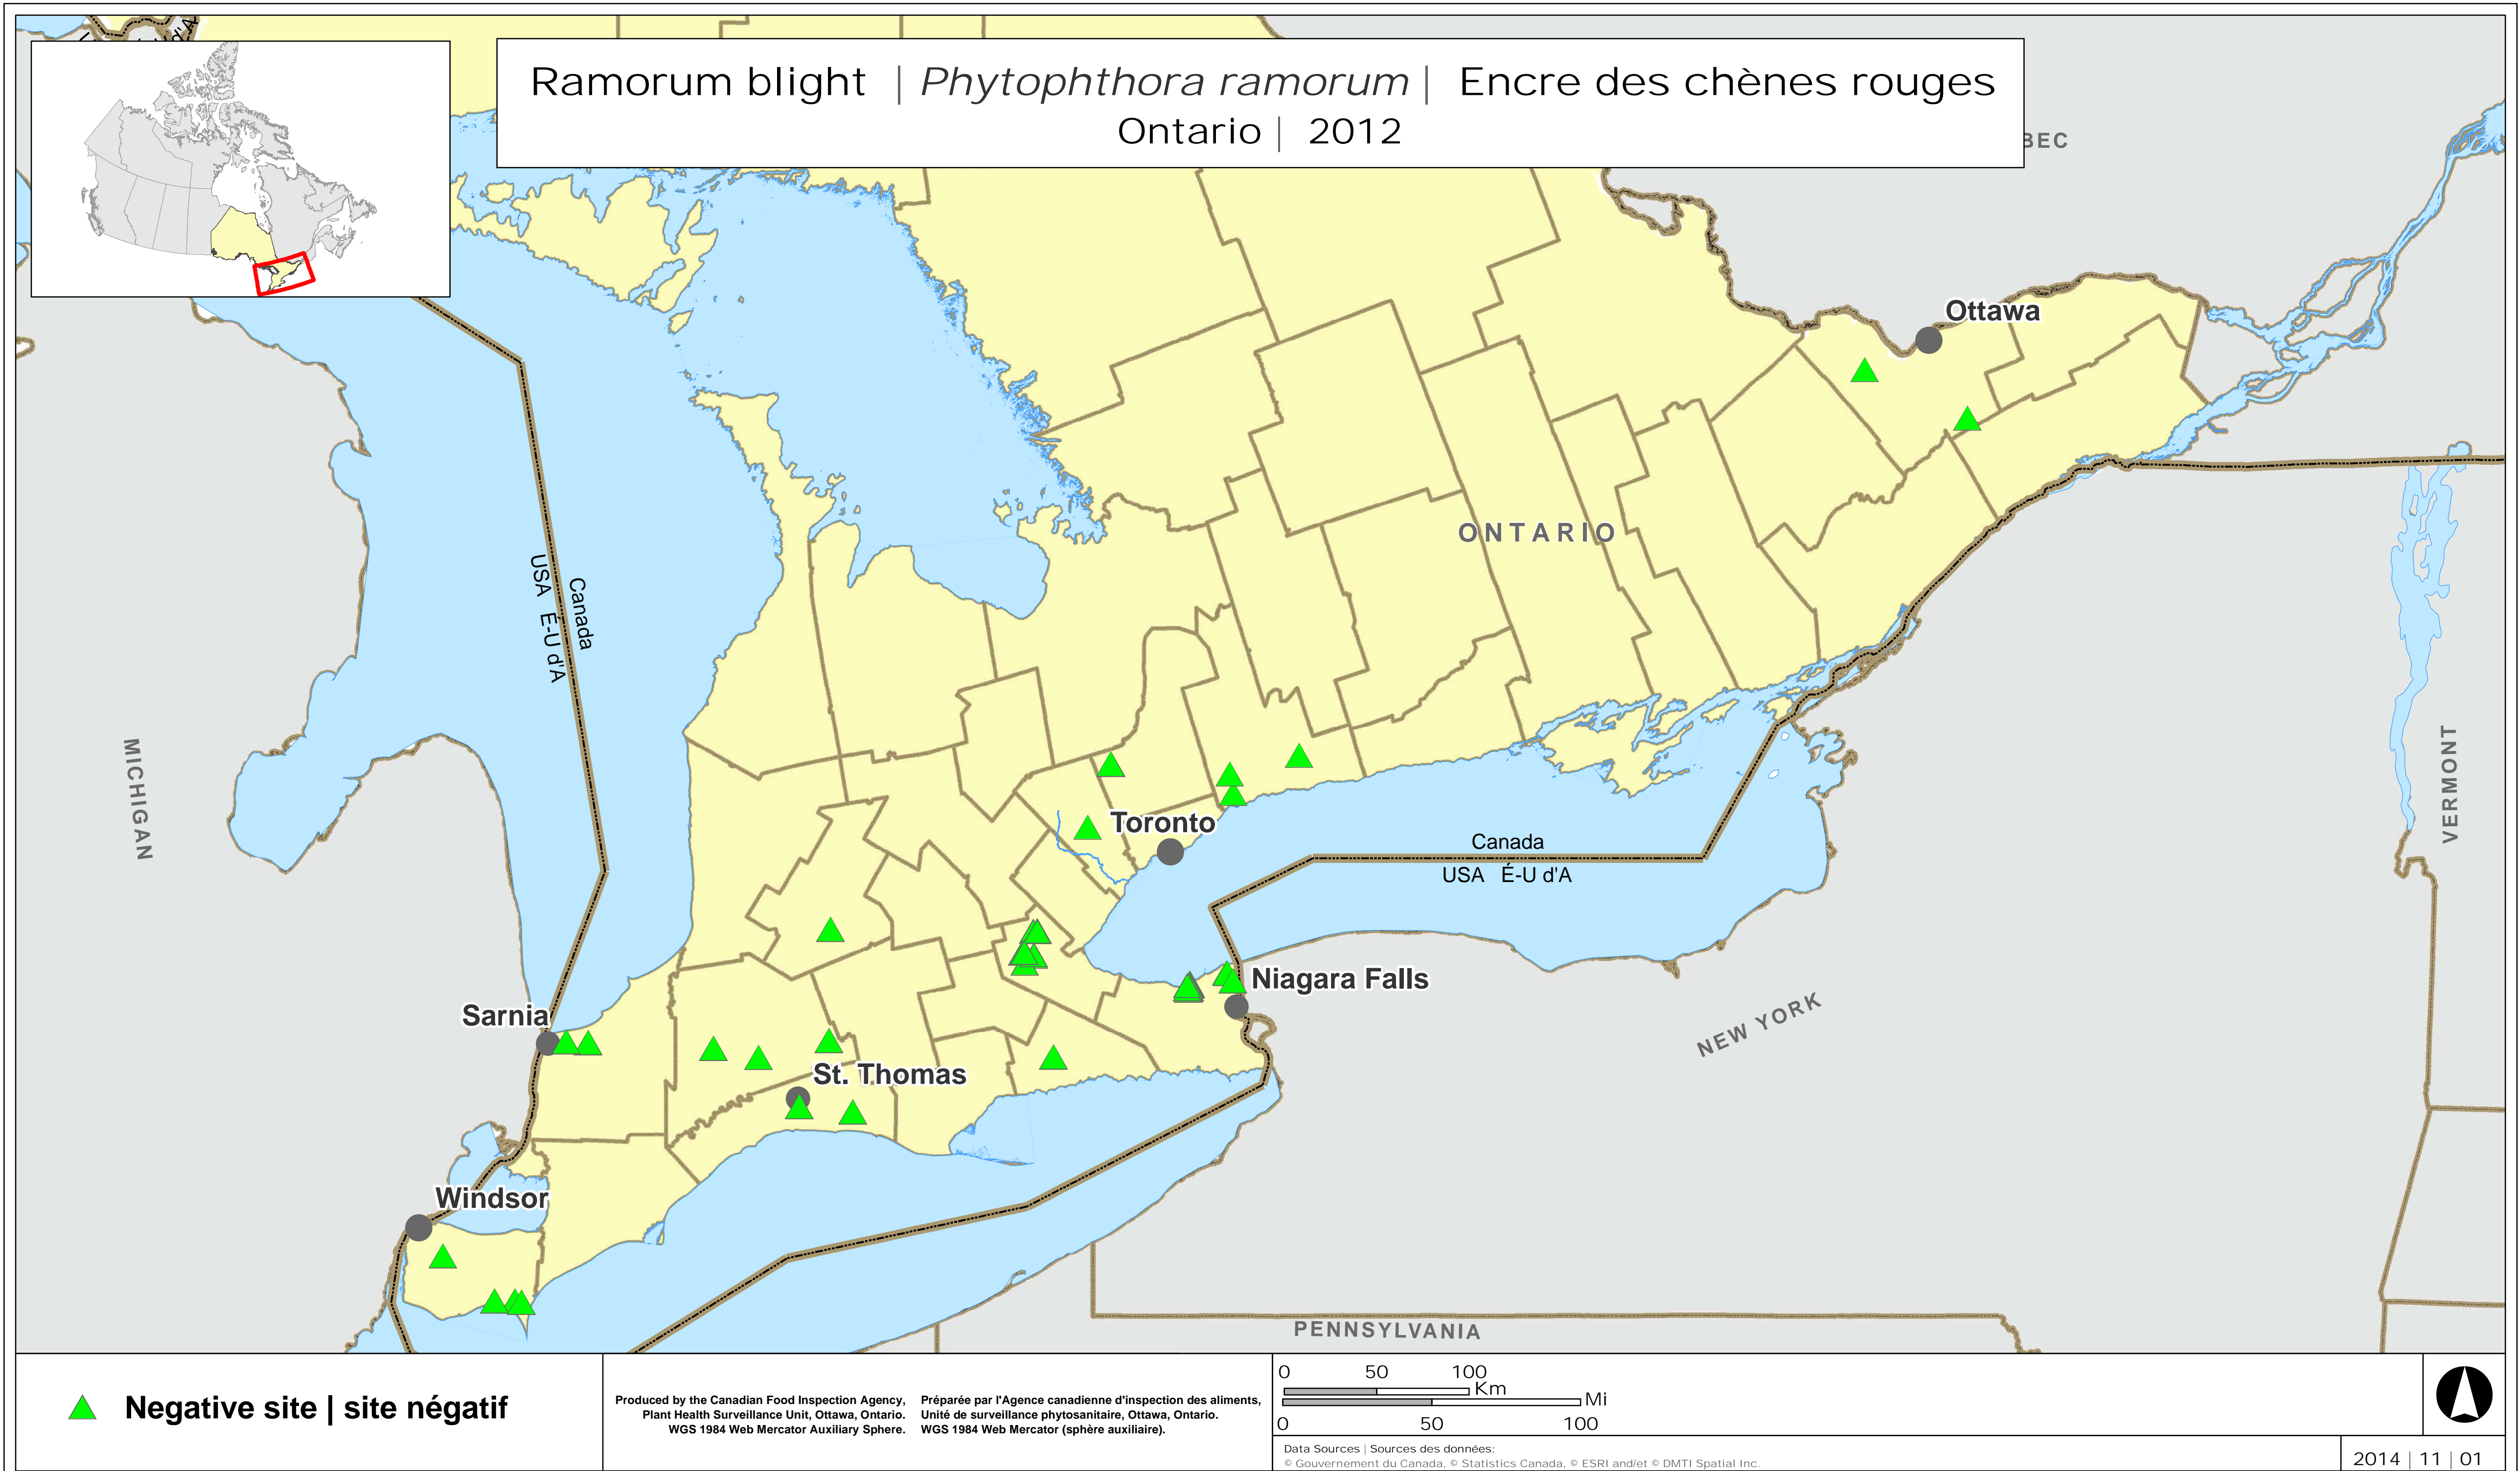 Ramorum blight | Phytophthora ramorum | Encre des chènes rouges
Ontario | 2012
d'A
BEC
Ottawa
ONTARIO
Canada
USA É-U d'A
MICHIGAN
VERMONT
Toronto
Canada
USA É-U d'A
Niagara Falls
Sarnia
NEW YORK
St. Thomas
Windsor
PENNSYLVANIA
Negative site | site négatif
Produced by the Canadian Food Inspection Agency,
Plant Health Surveillance Unit, Ottawa, Ontario.
WGS 1984 Web Mercator Auxiliary Sphere.
Préparée par l'Agence canadienne d'inspection des aliments,
Unité de surveillance phytosanitaire, Ottawa, Ontario.
WGS 1984 Web Mercator (sphère auxiliaire).
0 50 100
Km
Mi
0 50 100
Data Sources | Sources des données:
© Gouvernement du Canada, © Statistics Canada, © ESRI and/et © DMTI Spatial Inc.
2014 | 11 | 01